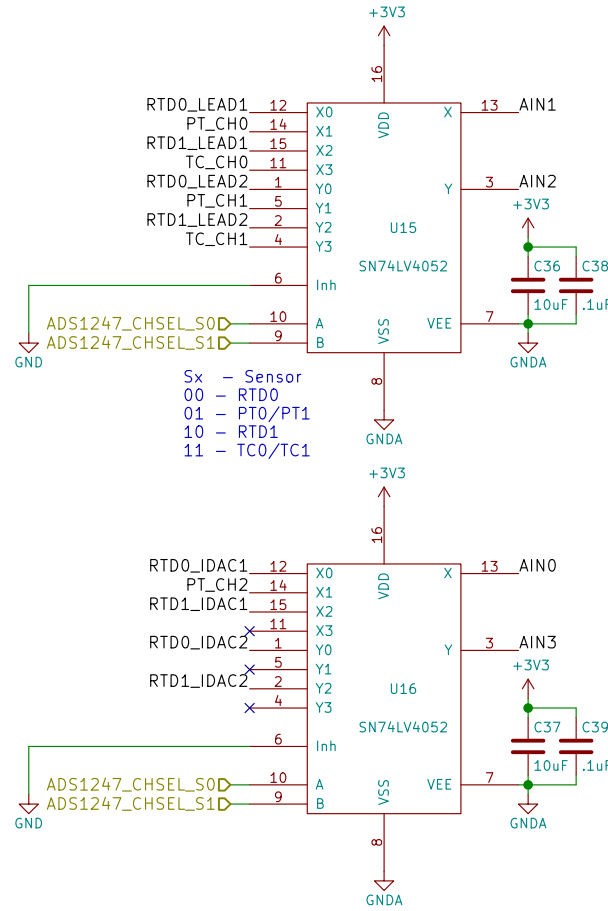 +3V3
16
VDD
RTD0_LEAD1 12 X0 X 13 AIN1
PT_CH0 14 X1
RTD1_LEAD1 15 X2
TC_CH0 11 X3
RTD0_LEAD2 1 Y0 Y 3 AIN2
PT_CH1 5 Y1
+3V3
RTD1_LEAD2 2 Y2 U15
TC_CH1 4 Y3
SN74LV4052 C36 C38
6 Inh
10uF .1uF
ADS1247_CHSEL_S0 10 A VEE 7
ADS1247_CHSEL_S1 9 B VSS
GND GNDA
8
Sx – Sensor
00 – RTD0
01 – PT0/PT1
10 – RTD1
11 – TC0/TC1
GNDA
+3V3
16
VDD
RTD0_IDAC1 12 X0 X 13 AIN0
PT_CH2 14 X1
RTD1_IDAC1 15 X2
11 X3
RTD0_IDAC2 1 Y0 Y 3 AIN3
5 Y1
+3V3
RTD1_IDAC2 2 Y2 U16
4 Y3
SN74LV4052 C37 C39
6 Inh
10uF .1uF
ADS1247_CHSEL_S0 10 A VEE 7
ADS1247_CHSEL_S1 9 B VSS
GND GNDA
8
GNDA